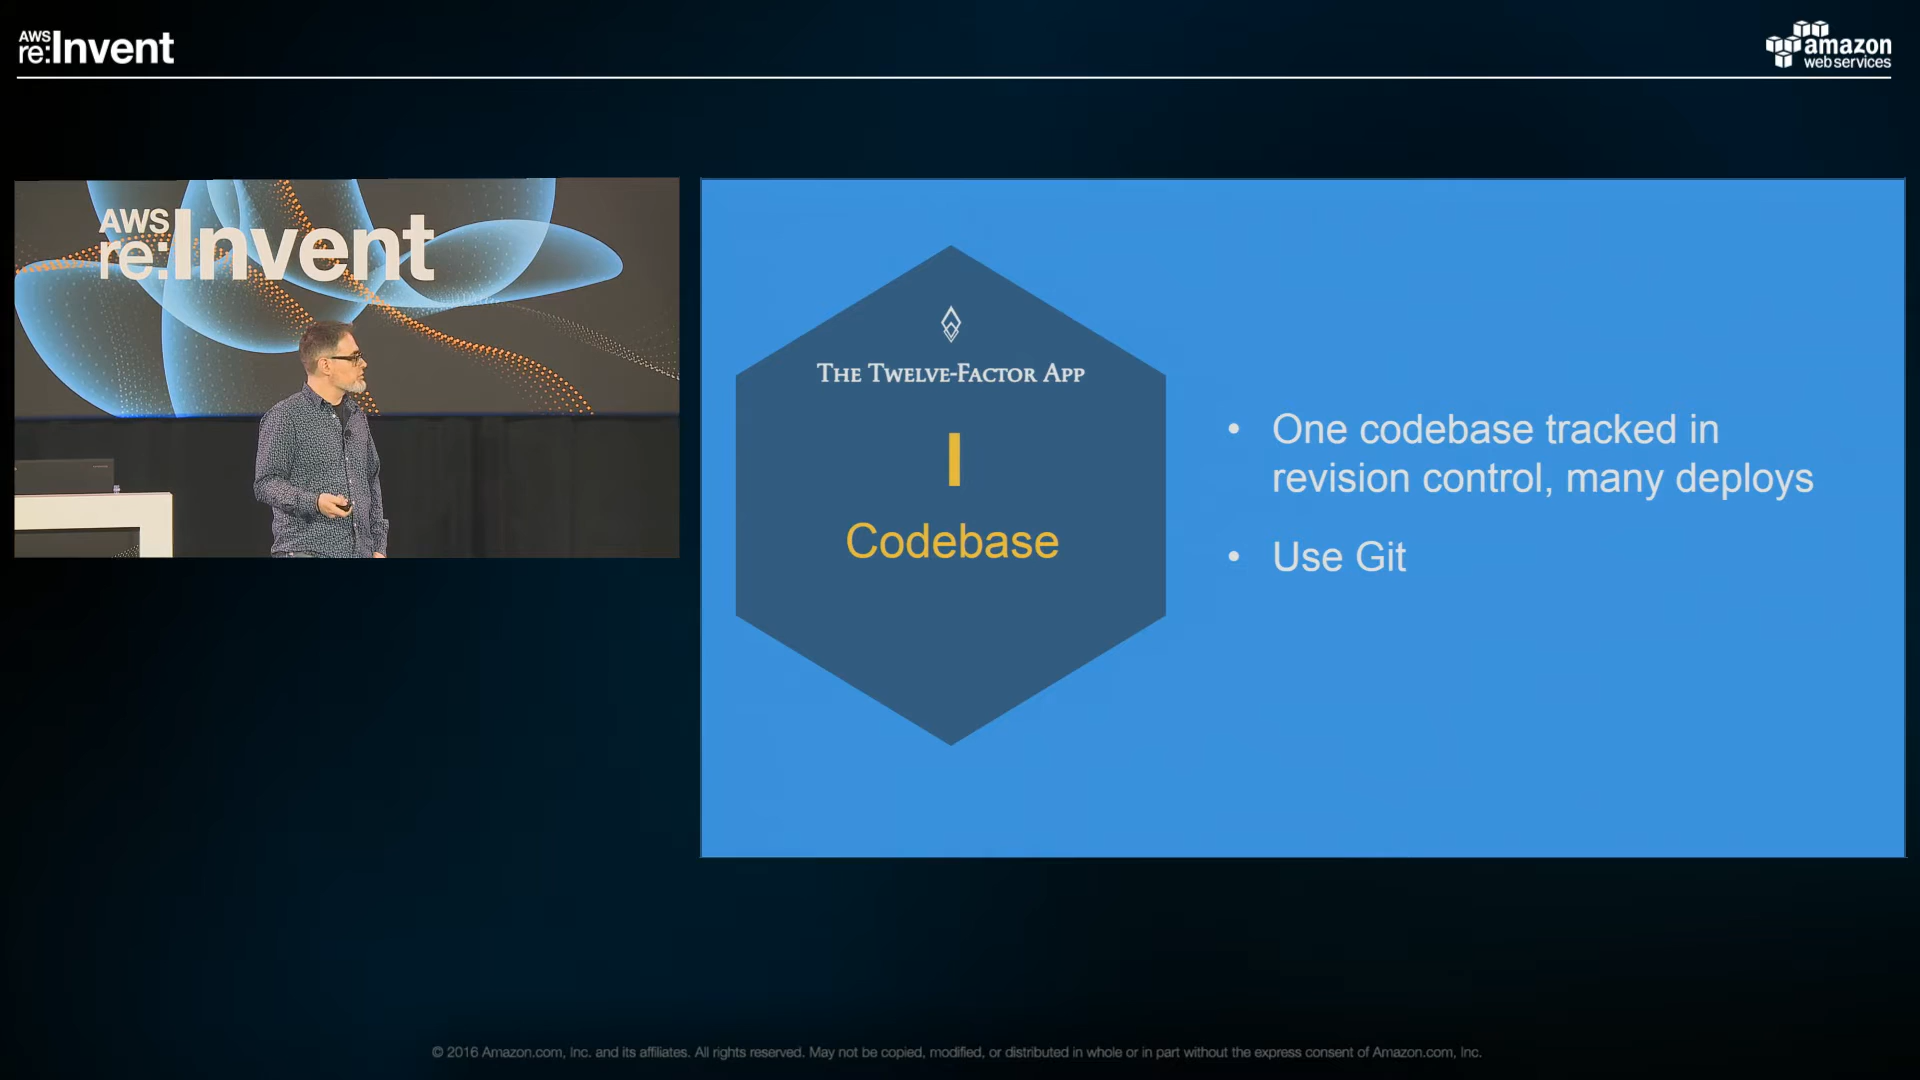 AWS
re:Invent
amazon
webservices
AWS
re:Invent
THE TWELVE-FACTOR APP
I
Codebase
• One codebase tracked in
revision control, many deploys
• Use Git
© 2016 Amazon.com, Inc. and its affiliates. All rights reserved. May not be copied, modified, or distributed in whole or in part without the express consent of Amazon.com, Inc.